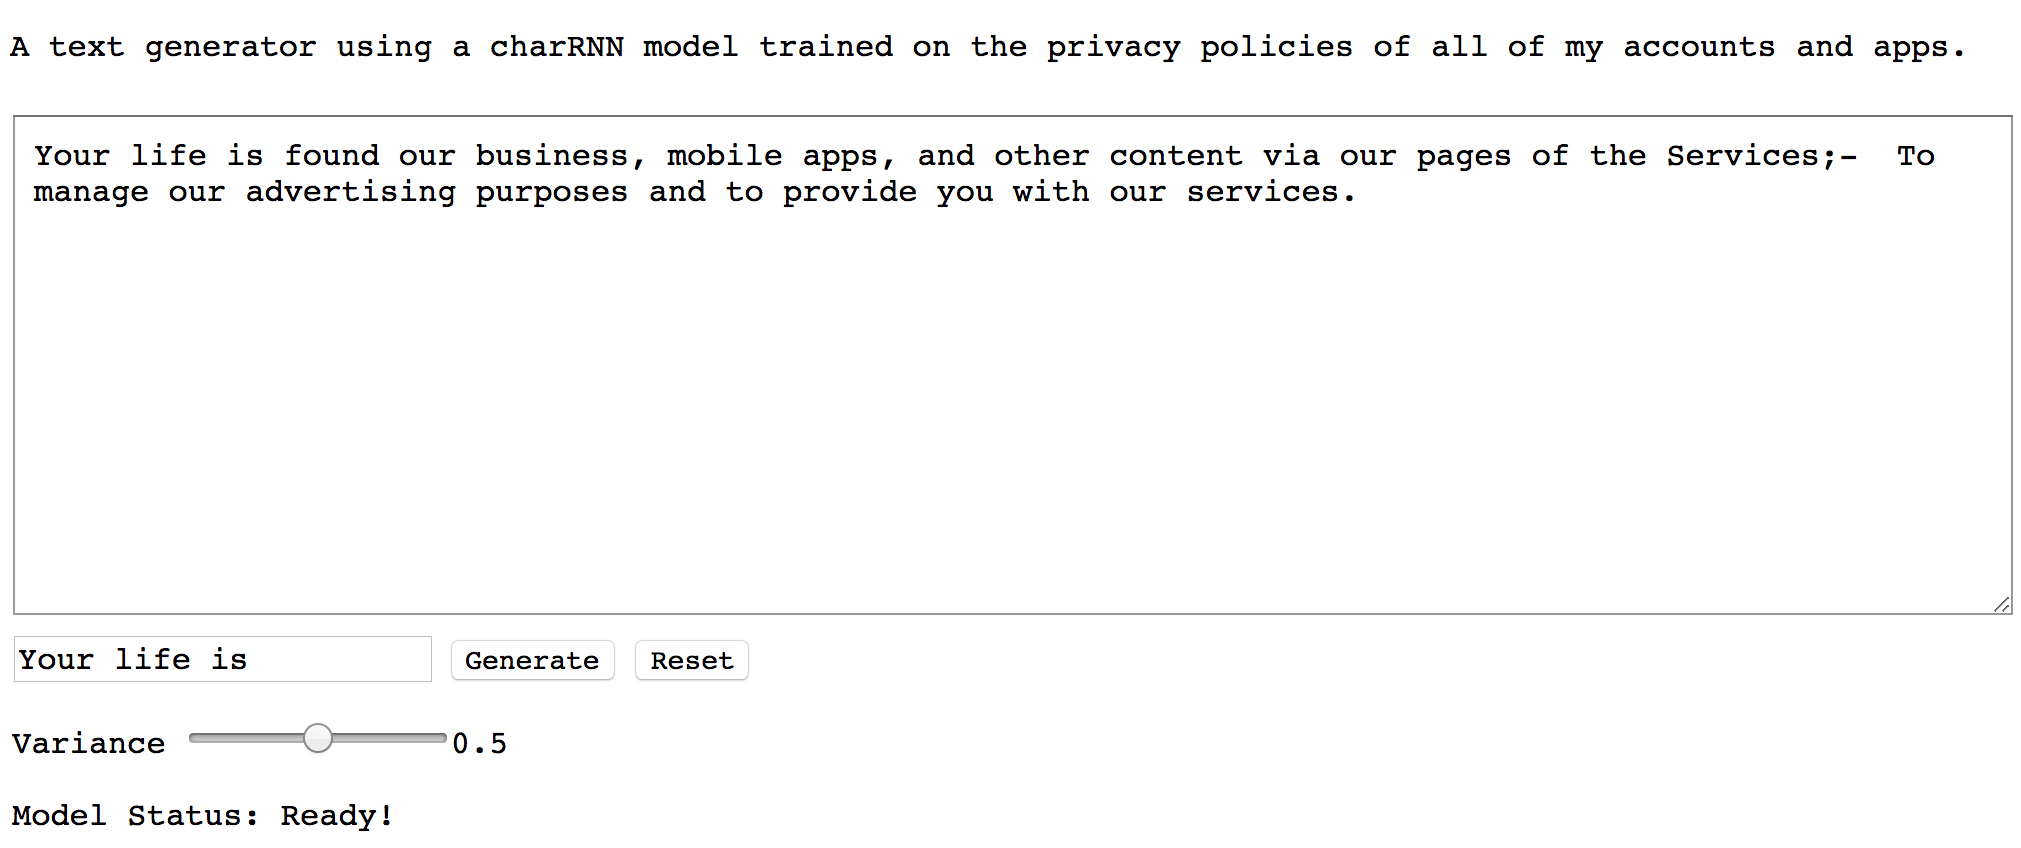 A text generator using a charRNN model trained on the privacy policies of all of my accounts and apps.
Your life is found our business, mobile apps, and other content via our pages of the Services;-  To
manage our advertising purposes and to provide you with our services.
Your life is Generate Reset
Variance 0.5
Model Status: Ready!